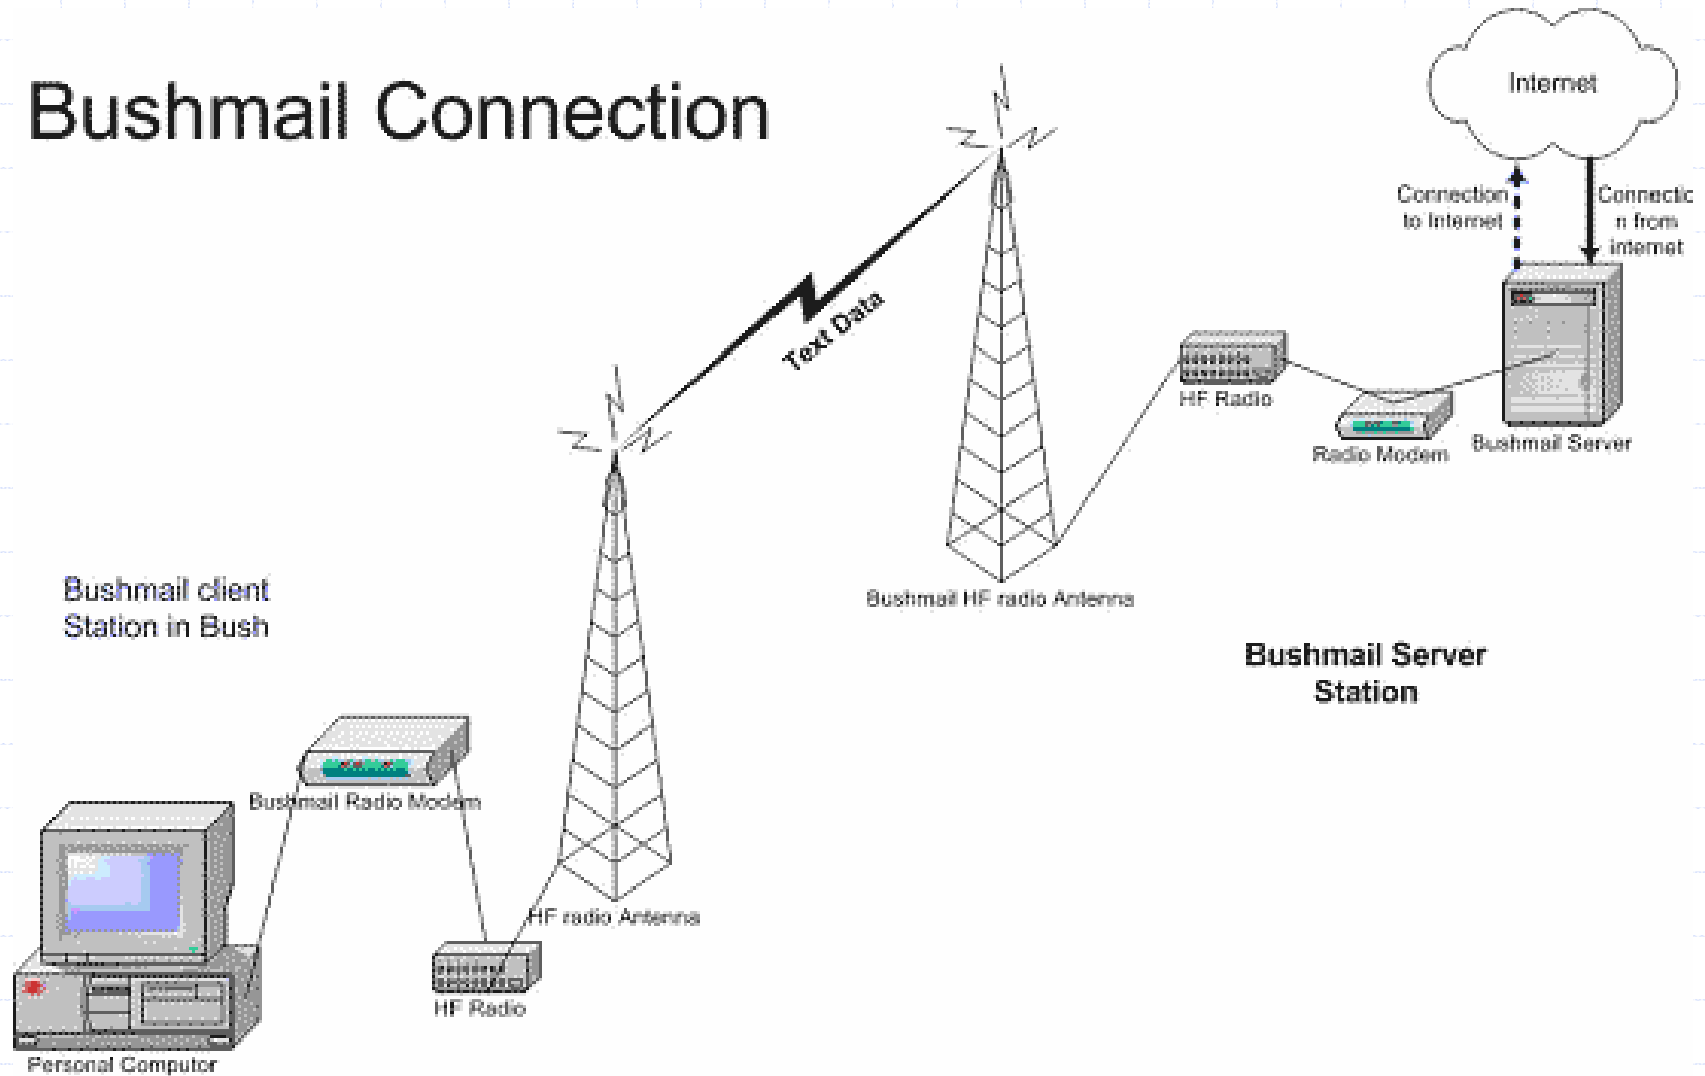 Bushmail Connection
Internet
Connection
to Internet
Connectio
n from
internet
Text Data
HF Radio
Radio Modem
Bushmail Server
Bushmail HF radio Antenna
Bushmail Server
Station
Bushmail client
Station in Bush
Bushmail Radio Modem
HF radio Antenna
HF Radio
Personal Computor